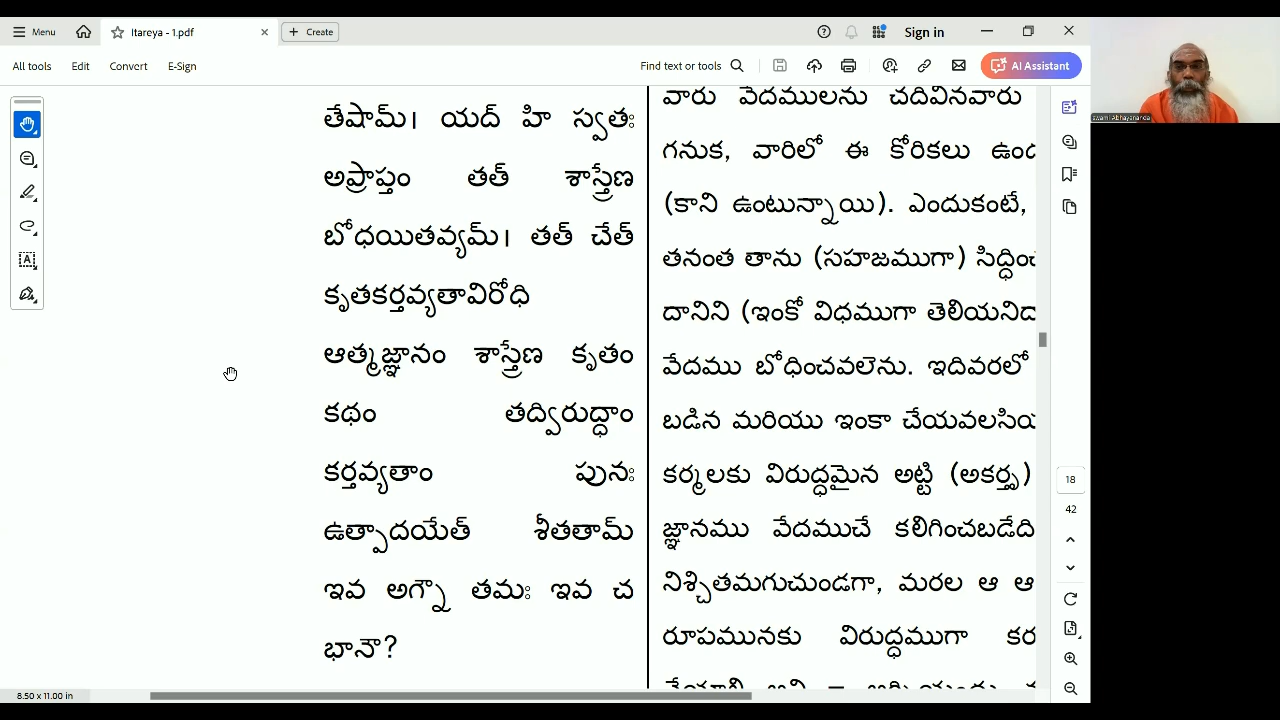 Menu
Itareya - 1.pdf
Create
Sign in
All tools
Edit
Convert
E-Sign
Find text or tools
AI Assistant
swami Abhayananda
తేషామ్। యద్ హి స్వతః
అప్రాప్తం తత్ శాస్త్రేణ
బోధయితవ్యమ్। తత్ చేత్
కృతకర్తవ్యతావిరోధి
ఆత్మజ్ఞానం శాస్త్రేణ కృతం
కథం తద్విరుద్ధాం
కర్తవ్యతాం పునః
ఉత్పాదయేత్ శీతతామ్
ఇవ అగ్నౌ తమః ఇవ చ
భానౌ?
వారు వేదములను చదివినవారు
గనుక, వారిలో ఈ కోరికలు
(కాని ఉంటున్నాయి). ఎందుకంటే,
తనంత తాను (సహజముగా)
దానిని (ఇంకో విధముగా
వేదము బోధించవలెను. ఇదివరలో
బడిన మరియు ఇంకా
కర్మలకు విరుద్ధమైన అట్టి (అకర్తృ)
జ్ఞానము వేదముచే
నిశ్చితమగుచుండగా, మరల ఆ
రూపమునకు విరుద్ధముగా
18
42
8.50 x 11.00 in